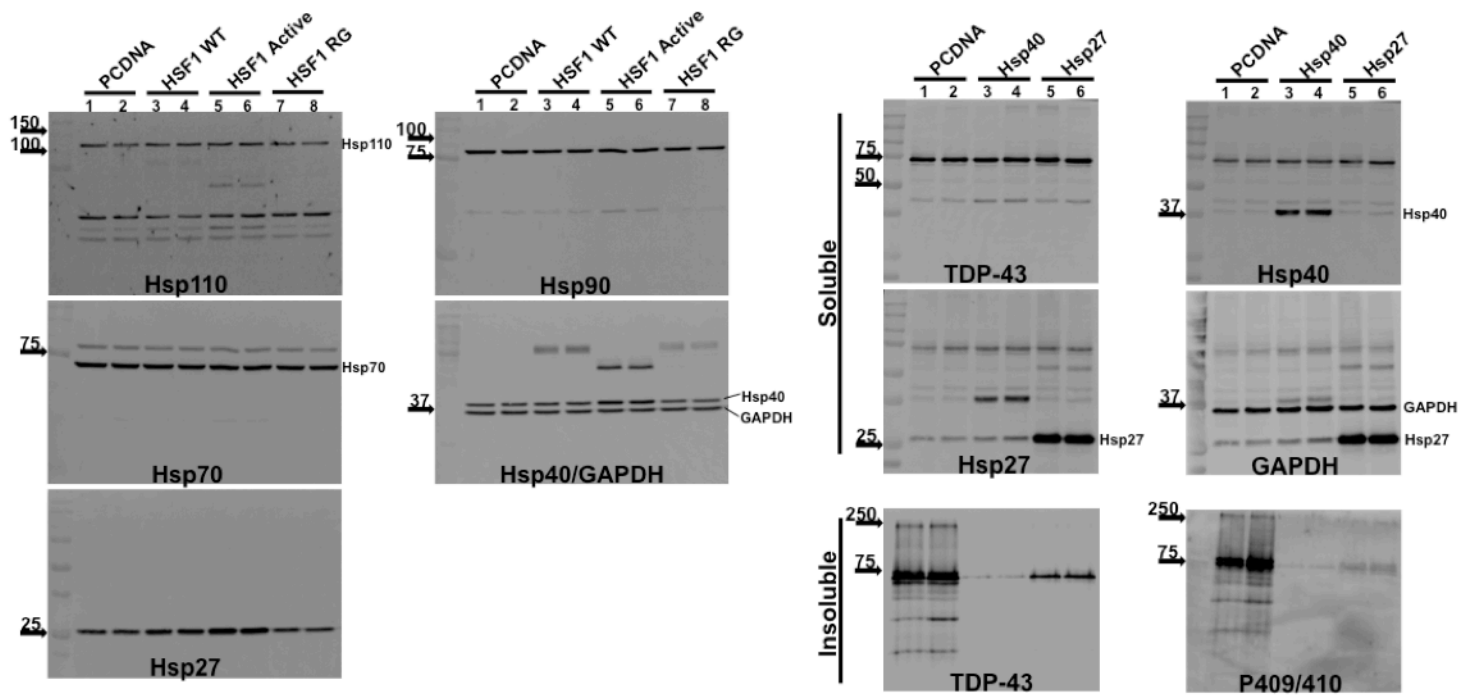 PCDNA HSF1 WT HSF1 Active HSF1 RG
1 2 3 4 5 6 7 8
150
100
Hsp110
Hsp110
75
Hsp70
Hsp70
25
Hsp27
PCDNA HSF1 WT HSF1 Active HSF1 RG
1 2 3 4 5 6 7 8
100
75
Hsp90
37
Hsp40
GAPDH
Hsp40/GAPDH
Soluble
PCDNA Hsp40 Hsp27
1 2 3 4 5 6
75
50
TDP-43
PCDNA Hsp40 Hsp27
1 2 3 4 5 6
37
Hsp40
Hsp40
25
Hsp27
Hsp27
37
GAPDH
Hsp27
GAPDH
Insoluble
250
75
TDP-43
250
75
P409/410